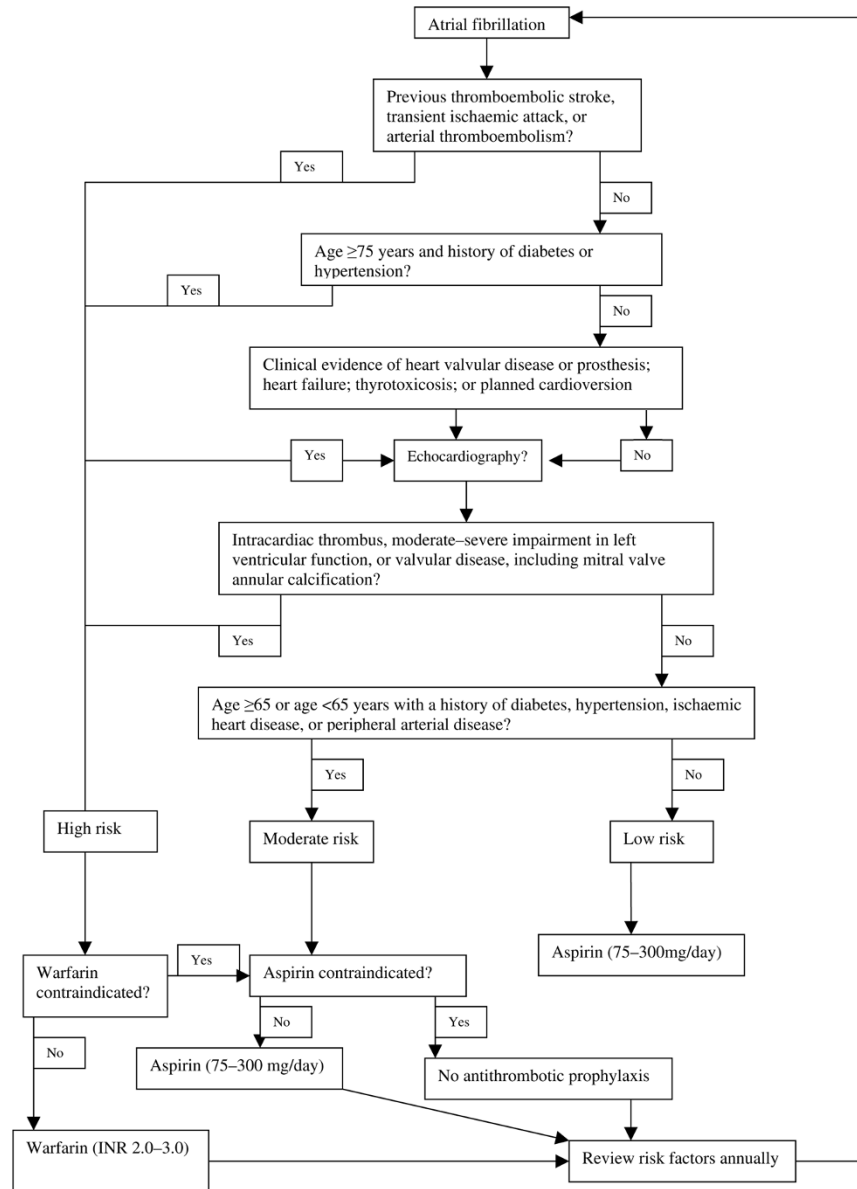 Atrial fibrillation
Previous thromboembolic stroke,
transient ischaemic attack, or
arterial thromboembolism?
Yes
No
Age ≥75 years and history of diabetes or
hypertension?
Yes
No
Clinical evidence of heart valvular disease or prosthesis;
heart failure; thyrotoxicosis; or planned cardioversion
Yes
Echocardiography?
No
Intracardiac thrombus, moderate–severe impairment in left
ventricular function, or valvular disease, including mitral valve
annular calcification?
Yes
No
Age ≥65 or age <65 years with a history of diabetes, hypertension, ischaemic
heart disease, or peripheral arterial disease?
Yes
No
High risk
Moderate risk
Low risk
Warfarin
contraindicated?
Yes
Aspirin contraindicated?
Aspirin (75–300mg/day)
No
No
Yes
Aspirin (75–300 mg/day)
No antithrombotic prophylaxis
Warfarin (INR 2.0–3.0)
Review risk factors annually